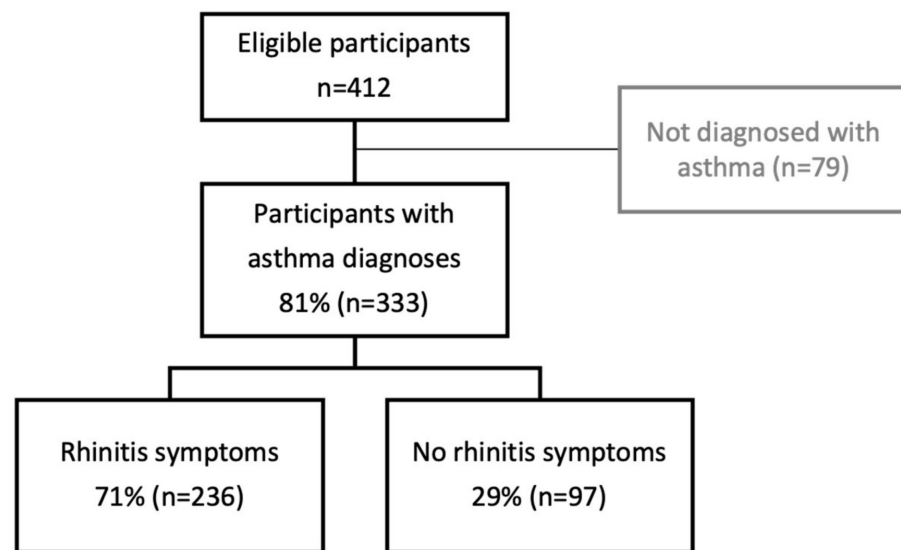 Eligible participants
n=412
Not diagnosed with
asthma (n=79)
Participants with
asthma diagnoses
81% (n=333)
Rhinitis symptoms
71% (n=236)
No rhinitis symptoms
29% (n=97)